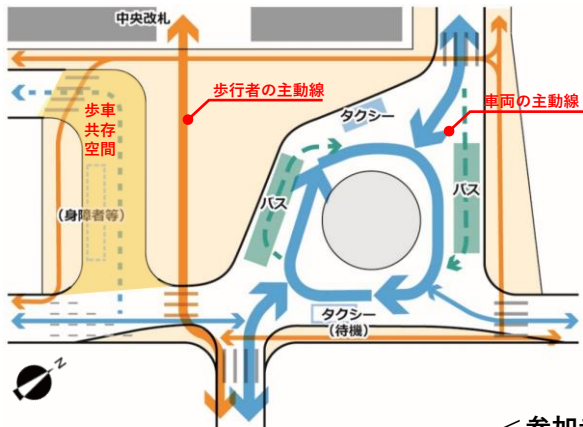 中央改札
歩行者の主動線
車両の主動線
タクシー
歩車
共存
空間
バス
バス
(身障者等)
タクシー
(待機)
N
＜参加